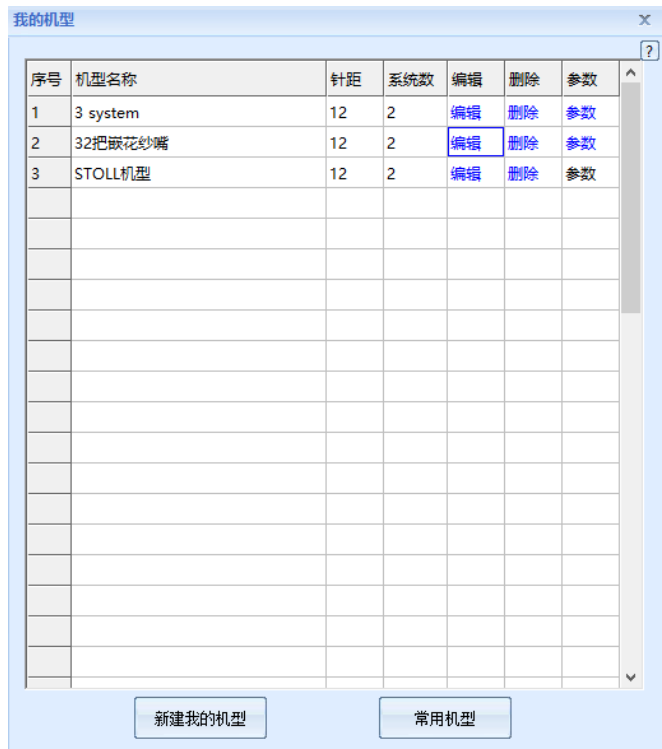 我的机型 x
?
序号 机型名称 针距 系统数 编辑 删除 参数
1 3 system 12 2 编辑 删除 参数
2 32把嵌花纱嘴 12 2 编辑 删除 参数
3 STOLL机型 12 2 编辑 删除 参数
新建我的机型 常用机型